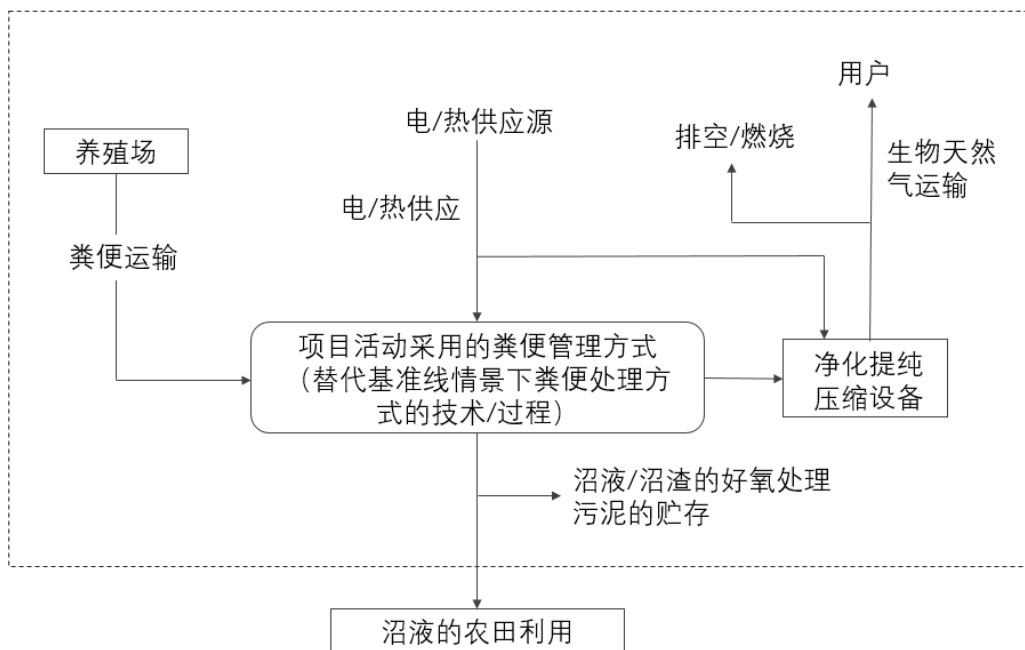 用户
电/热供应源
排空/燃烧
养殖场
生物天然
气运输
电/热供应
粪便运输
项目活动采用的粪便管理方式
（替代基准线情景下粪便处理方
式的技术/过程）
净化提纯
压缩设备
沼液/沼渣的好氧处理
污泥的贮存
沼液的农田利用